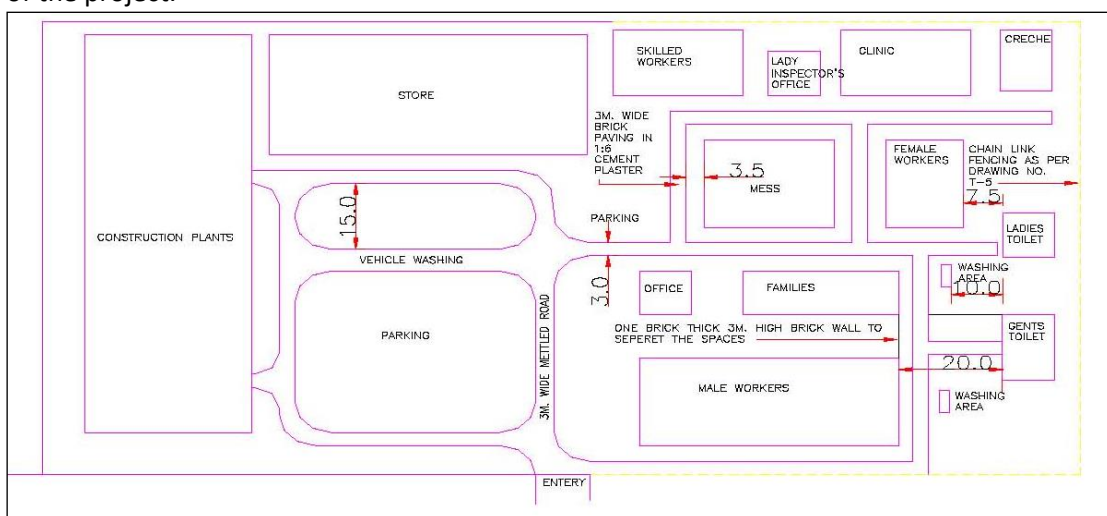 of the project.
SKILLED
WORKERS
LADY
INSPECTOR'S
OFFICE
CLINIC
CRECHE
STORE
3M. WIDE
BRICK
PAVING IN
1:6
CEMENT
PLASTER
3.5
MESS
FEMALE
WORKERS
CHAIN LINK
FENCING AS PER
DRAWING NO.
T-5
7.5
CONSTRUCTION PLANTS
15.0
VEHICLE WASHING
PARKING
3.0
LADIES
TOILET
WASHING
AREA
10.0
OFFICE
FAMILIES
PARKING
3M. WIDE METTLED ROAD
ONE BRICK THICK 3M. HIGH BRICK WALL TO
SEPERET THE SPACES
GENTS
TOILET
20.0
MALE WORKERS
WASHING
AREA
ENTERY